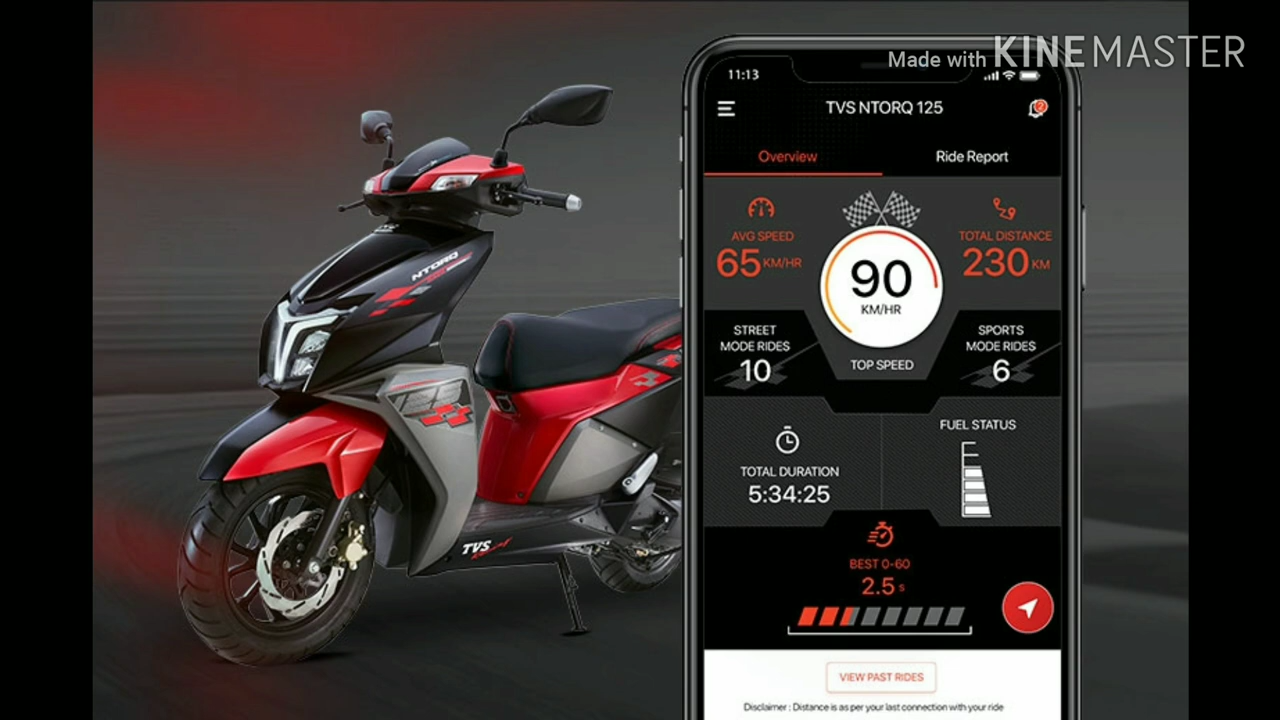 Made with KINEMASTER
11:13
TVS NTORQ 125
2
Overview
Ride Report
AVG SPEED
65 KM/HR
90
KM/HR
TOP SPEED
TOTAL DISTANCE
230 KM
STREET
MODE RIDES
10
SPORTS
MODE RIDES
6
TOTAL DURATION
5:34:25
FUEL STATUS
BEST 0-60
2.5 s
VIEW PAST RIDES
Disclaimer : Distance is as per your last connection with your ride
NTORQ
125
TVS